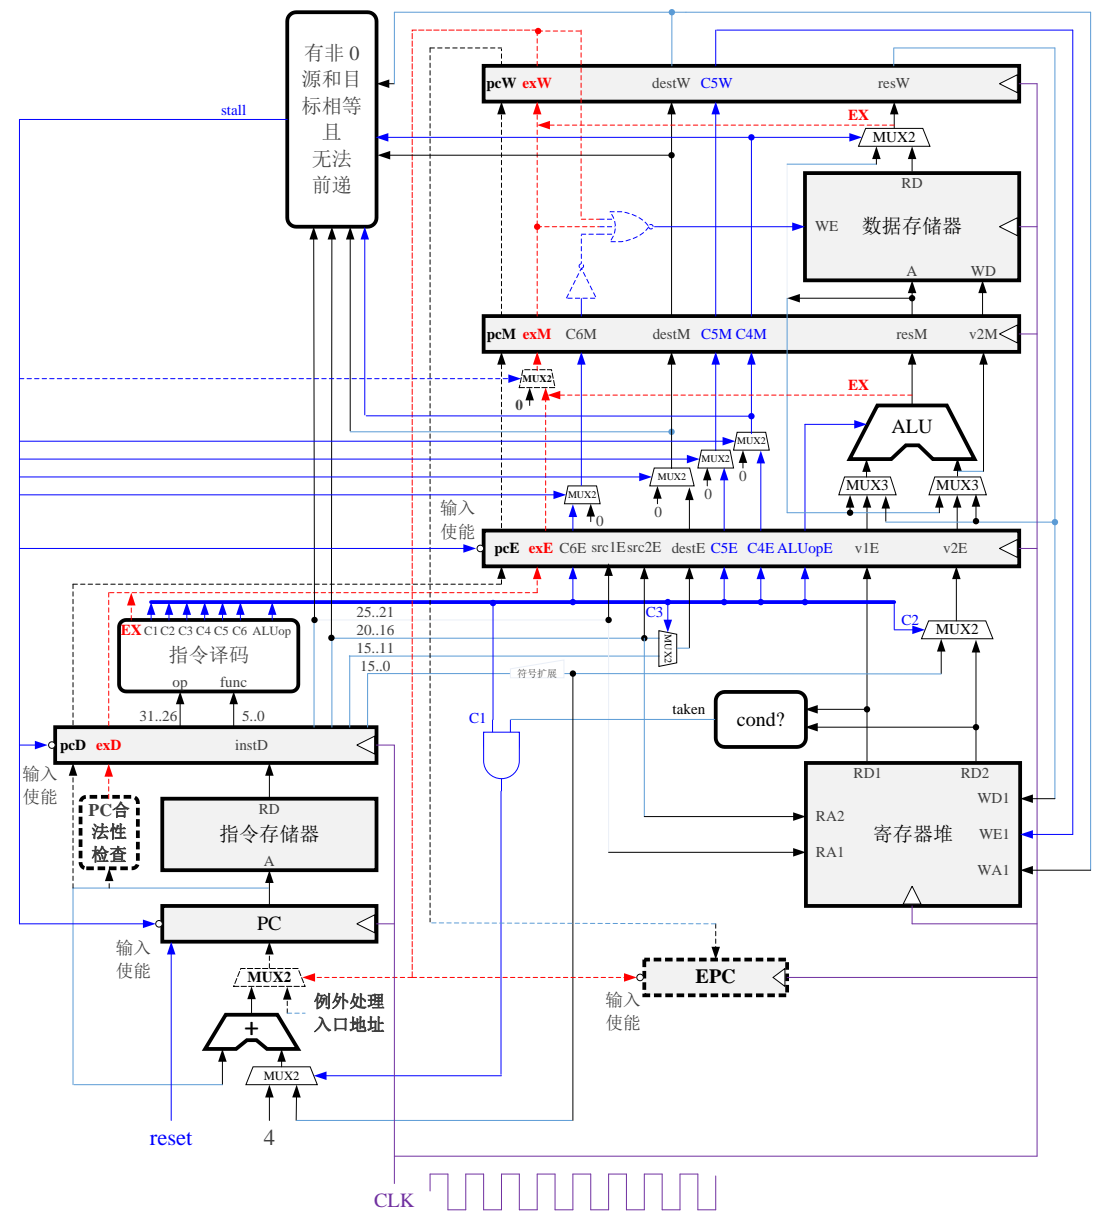 有非 0
源和目
标相等
且
无法
前递
stall
pcW exW destW C5W resW
EX
MUX2
RD
WE 数据存储器
A WD
pcM exM C6M destM C5M C4M resM v2M
MUX2
0
EX
ALU
MUX2
0
MUX2
0
MUX2
0
MUX2
0
MUX3 MUX3
输入
使能
pcE exE C6E src1E src2E destE C5E C4E ALUopE v1E v2E
EX C1 C2 C3 C4 C5 C6 ALUop
指令译码
op func
25..21
20..16
15..11
15..0
C3
MUX2
符号扩展
C2
MUX2
31..26 5..0
C1
taken
cond?
pcD exD instD
输入
使能
PC合
法性
检查
RD
指令存储器
A
RD1 RD2
WD1
RA2
寄存器堆
WE1
RA1
WA1
PC
输入
使能
MUX2
例外处理
入口地址
EPC
输入
使能
+
MUX2
reset
4
CLK